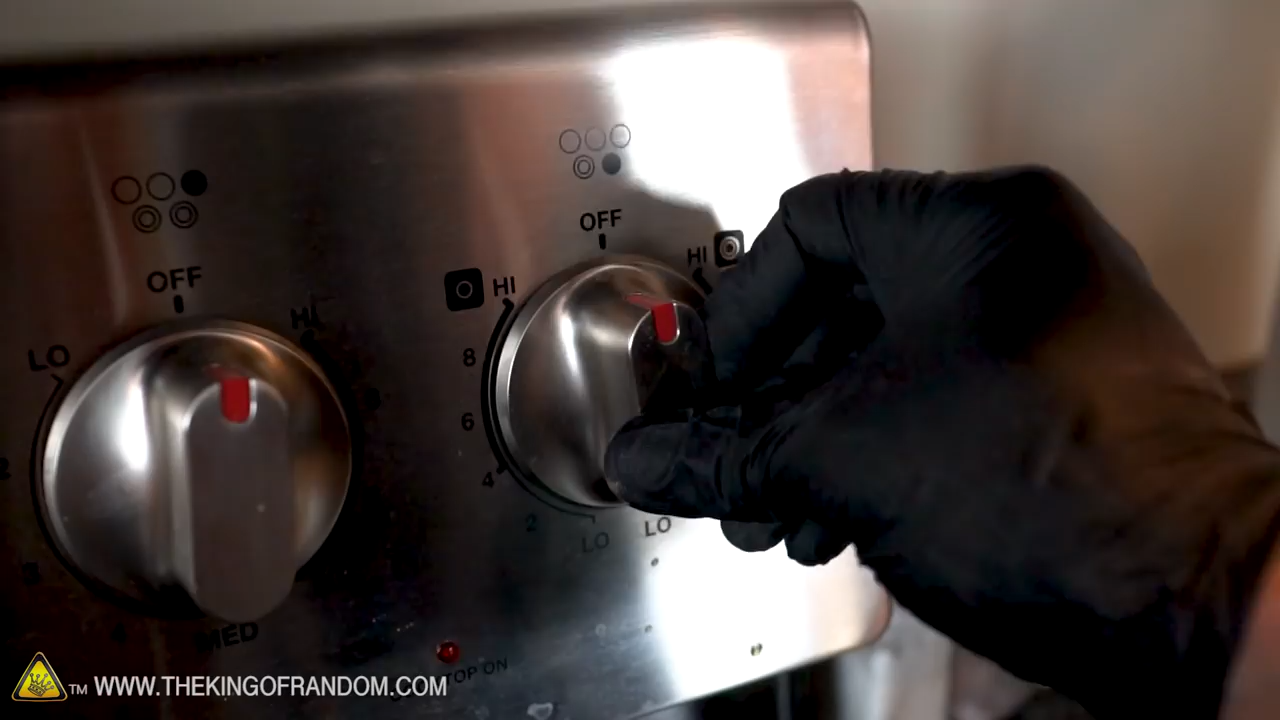 OFF
HI
LO
MED
OFF
HI
HI
8
6
4
2
LO
LO
TOP ON
TM WWW.THEKINGOFRANDOM.COM